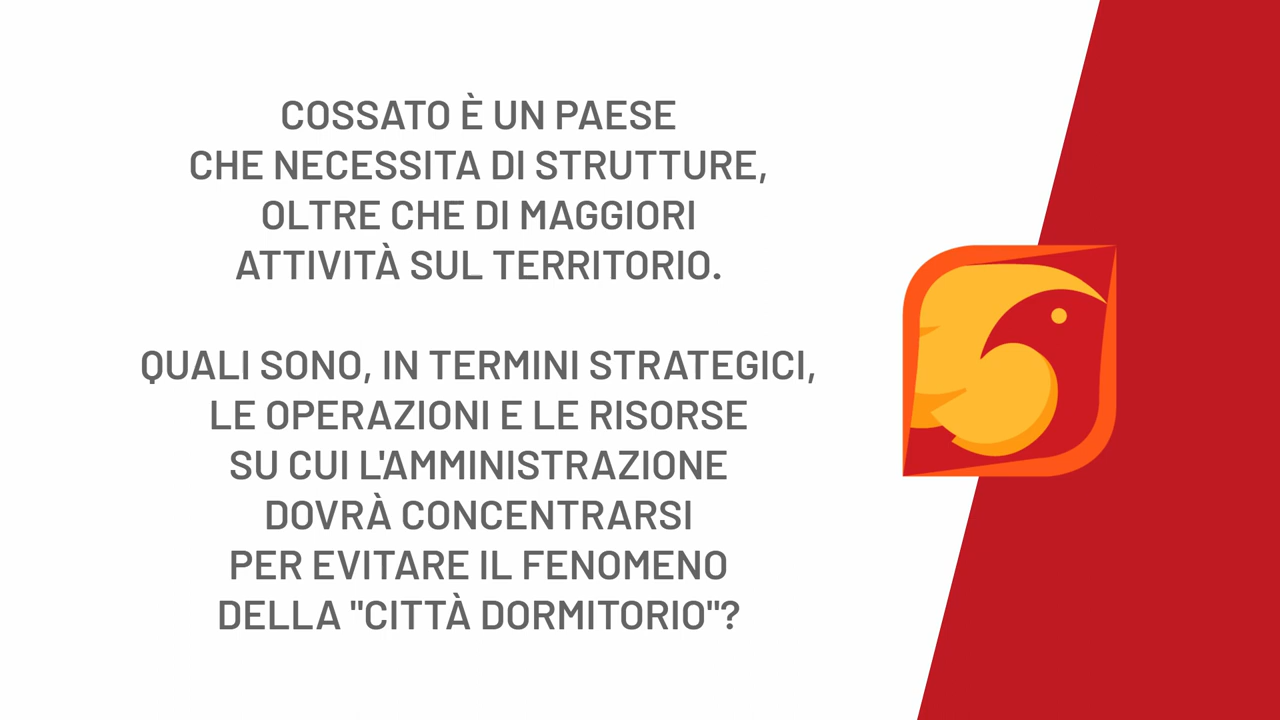 COSSATO È UN PAESE
CHE NECESSITA DI STRUTTURE,
OLTRE CHE DI MAGGIORI
ATTIVITÀ SUL TERRITORIO.
QUALI SONO, IN TERMINI STRATEGICI,
LE OPERAZIONI E LE RISORSE
SU CUI L'AMMINISTRAZIONE
DOVRÀ CONCENTRARSI
PER EVITARE IL FENOMENO
DELLA "CITTÀ DORMITORIO"?